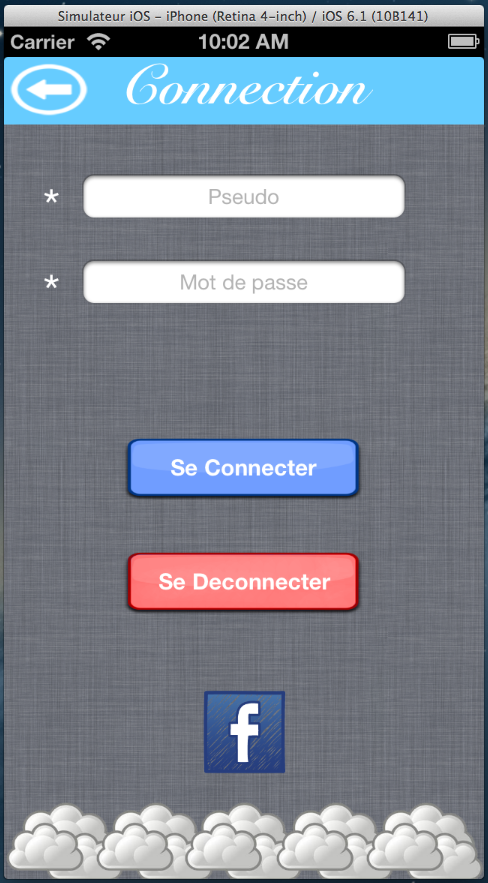 Simulateur iOS – iPhone (Retina 4-inch) / iOS 6.1 (10B141)
Carrier 10:02 AM
Connection
* Pseudo
* Mot de passe
Se Connecter
Se Deconnecter
f